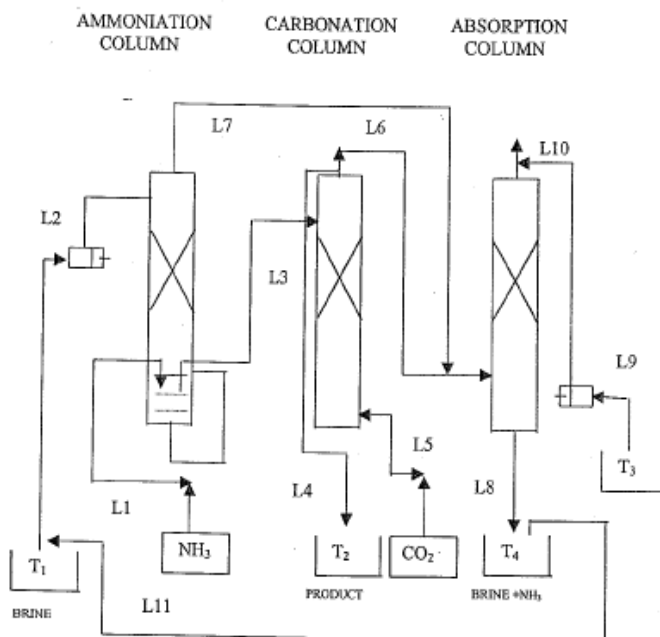 AMMONIATION
COLUMN
CARBONATION
COLUMN
ABSORPTION
COLUMN
L7
L6
L10
L2
L3
L9
L5
T3
L1
L4
L8
NH3
T1
T2
CO2
T4
BRINE
L11
PRODUCT
BRINE +NH3